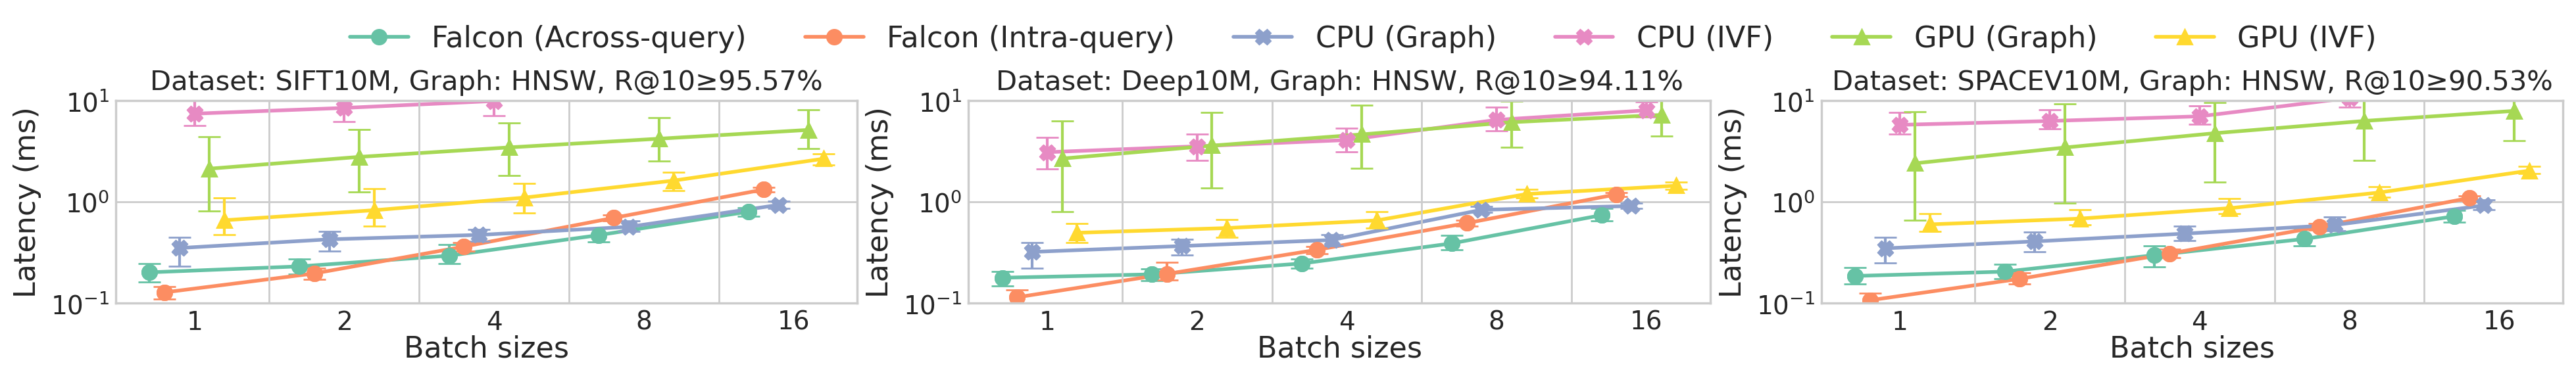 Falcon (Across-query) Falcon (Intra-query) CPU (Graph) CPU (IVF) GPU (Graph) GPU (IVF)
Dataset: SIFT10M, Graph: HNSW, R@10≥95.57%
Latency (ms)
10¹
10⁰
10⁻¹
1 2 4 8 16
Batch sizes
Dataset: Deep10M, Graph: HNSW, R@10≥94.11%
Latency (ms)
10¹
10⁰
10⁻¹
1 2 4 8 16
Batch sizes
Dataset: SPACEV10M, Graph: HNSW, R@10≥90.53%
Latency (ms)
10¹
10⁰
10⁻¹
1 2 4 8 16
Batch sizes